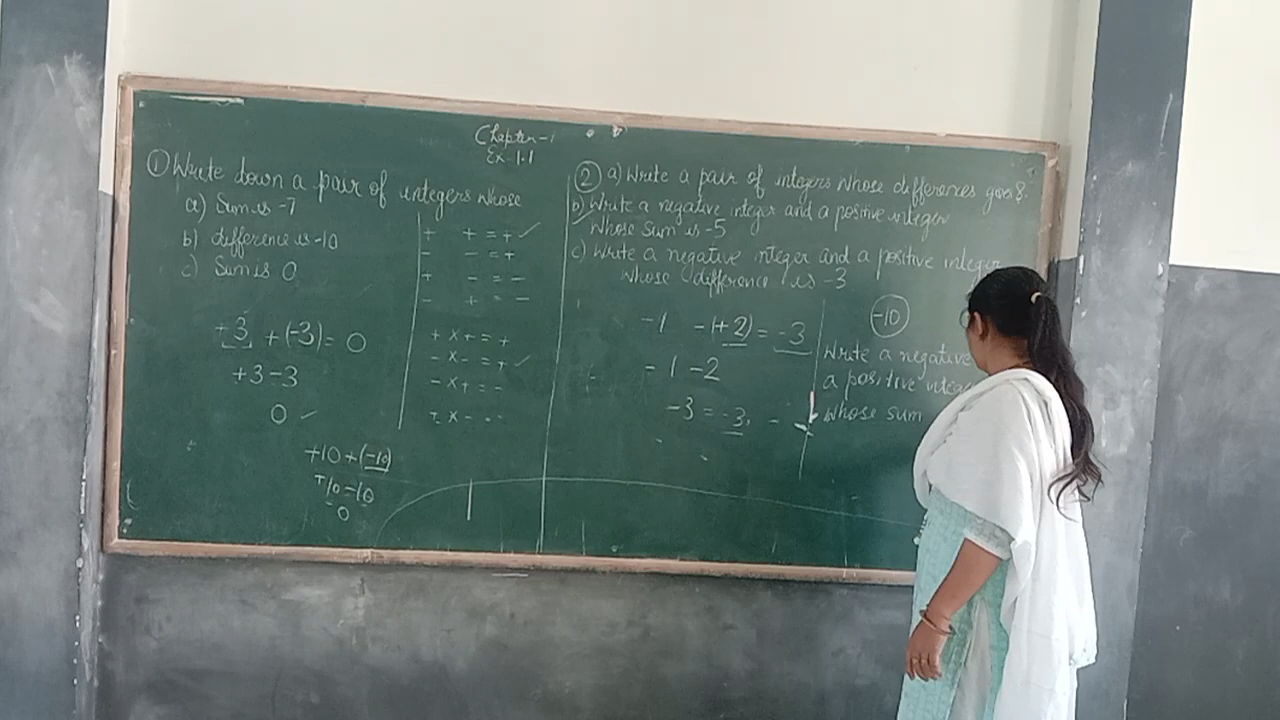 Chapter-1
Ex. 1.1
① Write down a pair of integers whose
a) Sum is -7
b) difference is -10
c) Sum is 0
+ + = + ✓
- - = +
+ - = -
- + = -
+3 + (-3) = 0
+3-3
0 ✓
+ x + = +
- x - = + ✓
- x + = -
+ x - = -
+10 + (-10)
+10-10
0
② a) Write a pair of integers whose differences gives 8.
b) Write a negative integer and a positive integer
Whose sum is -5
c) Write a negative integer and a positive integer
Whose difference is -3
-1 -(+2) = -3
-1 -2
-3 = -3
-10
Write a negative
a positive
Whose sum